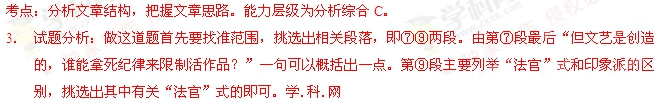 考点：分析文章结构，把握文章思路。能力层级为分析综合 C。
3. 试题分析：做这道题首先要找准范围，挑选出相关段落，即⑦⑨两段。由第⑦段最后“但文艺是创造
的，谁能拿死纪律来限制活作品？”一句可以概括出一点。第⑨段主要列举“法官”式和印象派的区
别，挑选出其中有关“法官”式的即可。学.科.网